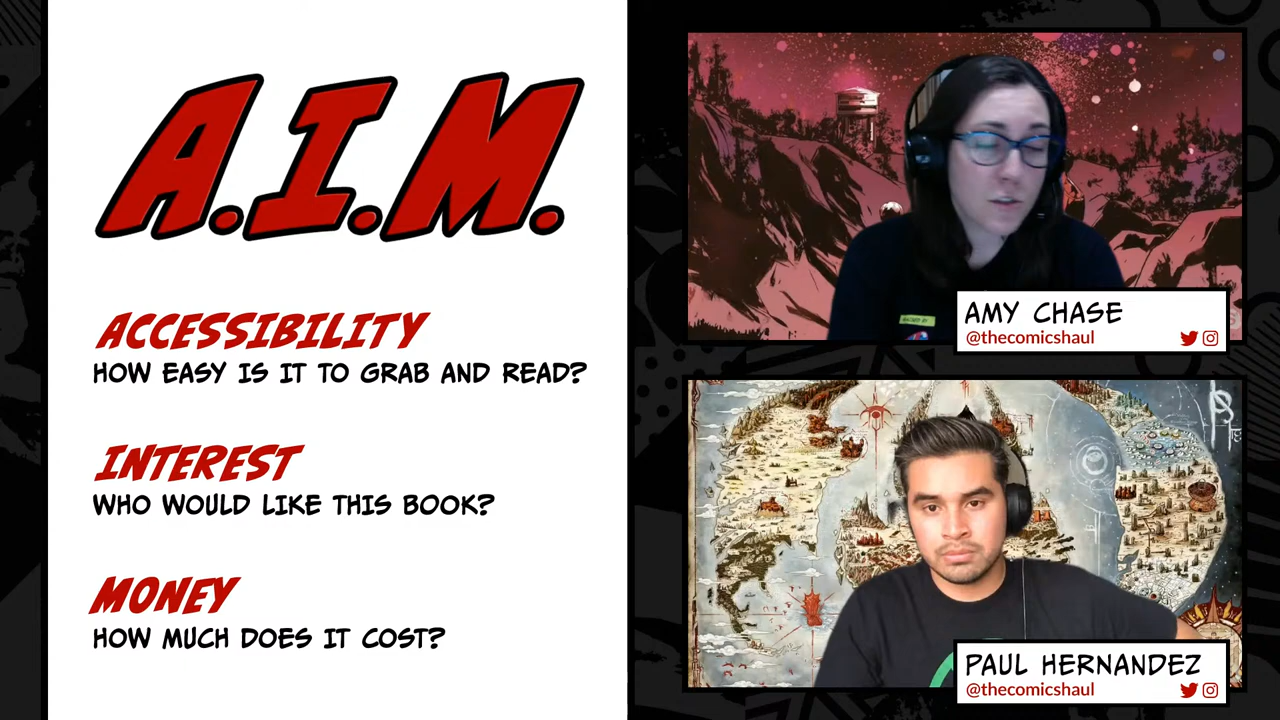 A.I.M.
ACCESSIBILITY
HOW EASY IS IT TO GRAB AND READ?
INTEREST
WHO WOULD LIKE THIS BOOK?
MONEY
HOW MUCH DOES IT COST?
AMY CHASE
@thecomicshaul
PAUL HERNANDEZ
@thecomicshaul